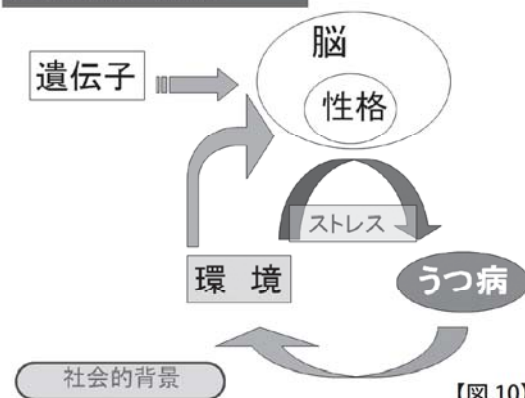 脳
遺伝子
性格
ストレス
環 境
うつ病
社会的背景
【図 10】